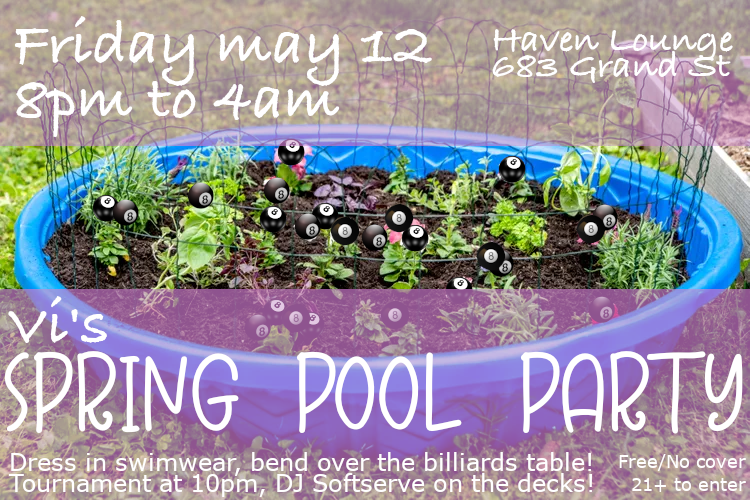 Friday may 12
8pm to 4am
Haven Lounge
683 Grand St
Vi's
SPRING POOL PARTY
Dress in swimwear, bend over the billiards table!
Tournament at 10pm, DJ Softserve on the decks!
Free/No cover
21+ to enter